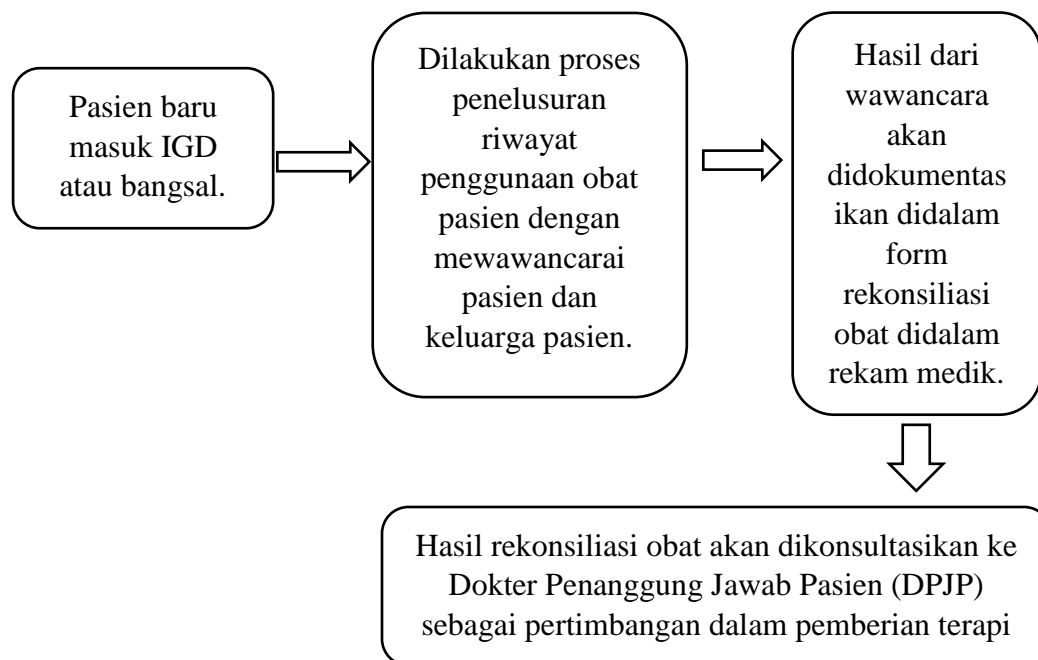 Pasien baru
masuk IGD
atau bangsal.
Dilakukan proses
penelusuran
riwayat
penggunaan obat
pasien dengan
mewawancarai
pasien dan
keluarga pasien.
Hasil dari
wawancara
akan
didokumentas
ikan didalam
form
rekonsiliasi
obat didalam
rekam medik.
Hasil rekonsiliasi obat akan dikonsultasikan ke
Dokter Penanggung Jawab Pasien (DPJP)
sebagai pertimbangan dalam pemberian terapi